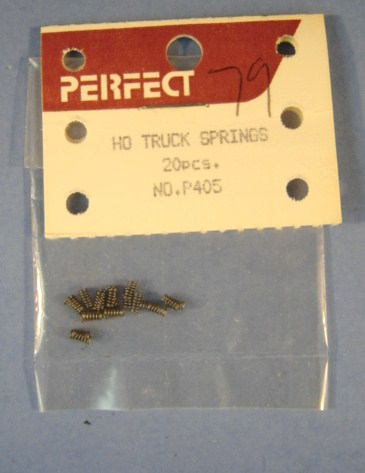 PERFECT
79
HO TRUCK SPRINGS
20pcs.
NO.P405